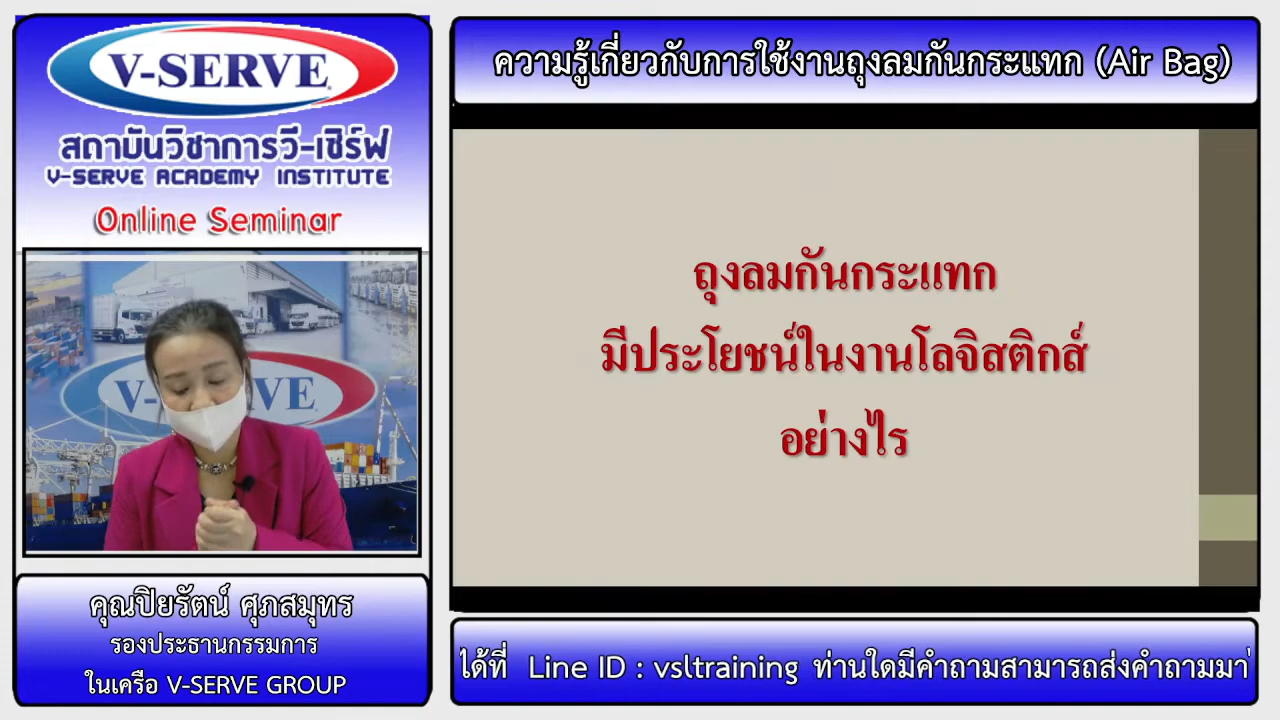 V-SERVE
สถาบันวิชาการวี-เซิร์ฟ
V-SERVE ACADEMY INSTITUTE
Online Seminar
คุณปิยรัตน์ ศุภสมุทร
รองประธานกรรมการ
ในเครือ V-SERVE GROUP
ความรู้เกี่ยวกับการใช้งานถุงลมกันกระแทก (Air Bag)
ถุงลมกันกระแทก
มีประโยชน์ในงานโลจิสติกส์
อย่างไร
ได้ที่ Line ID : vsltraining ท่านใดมีคำถามสามารถส่งคำถามมา